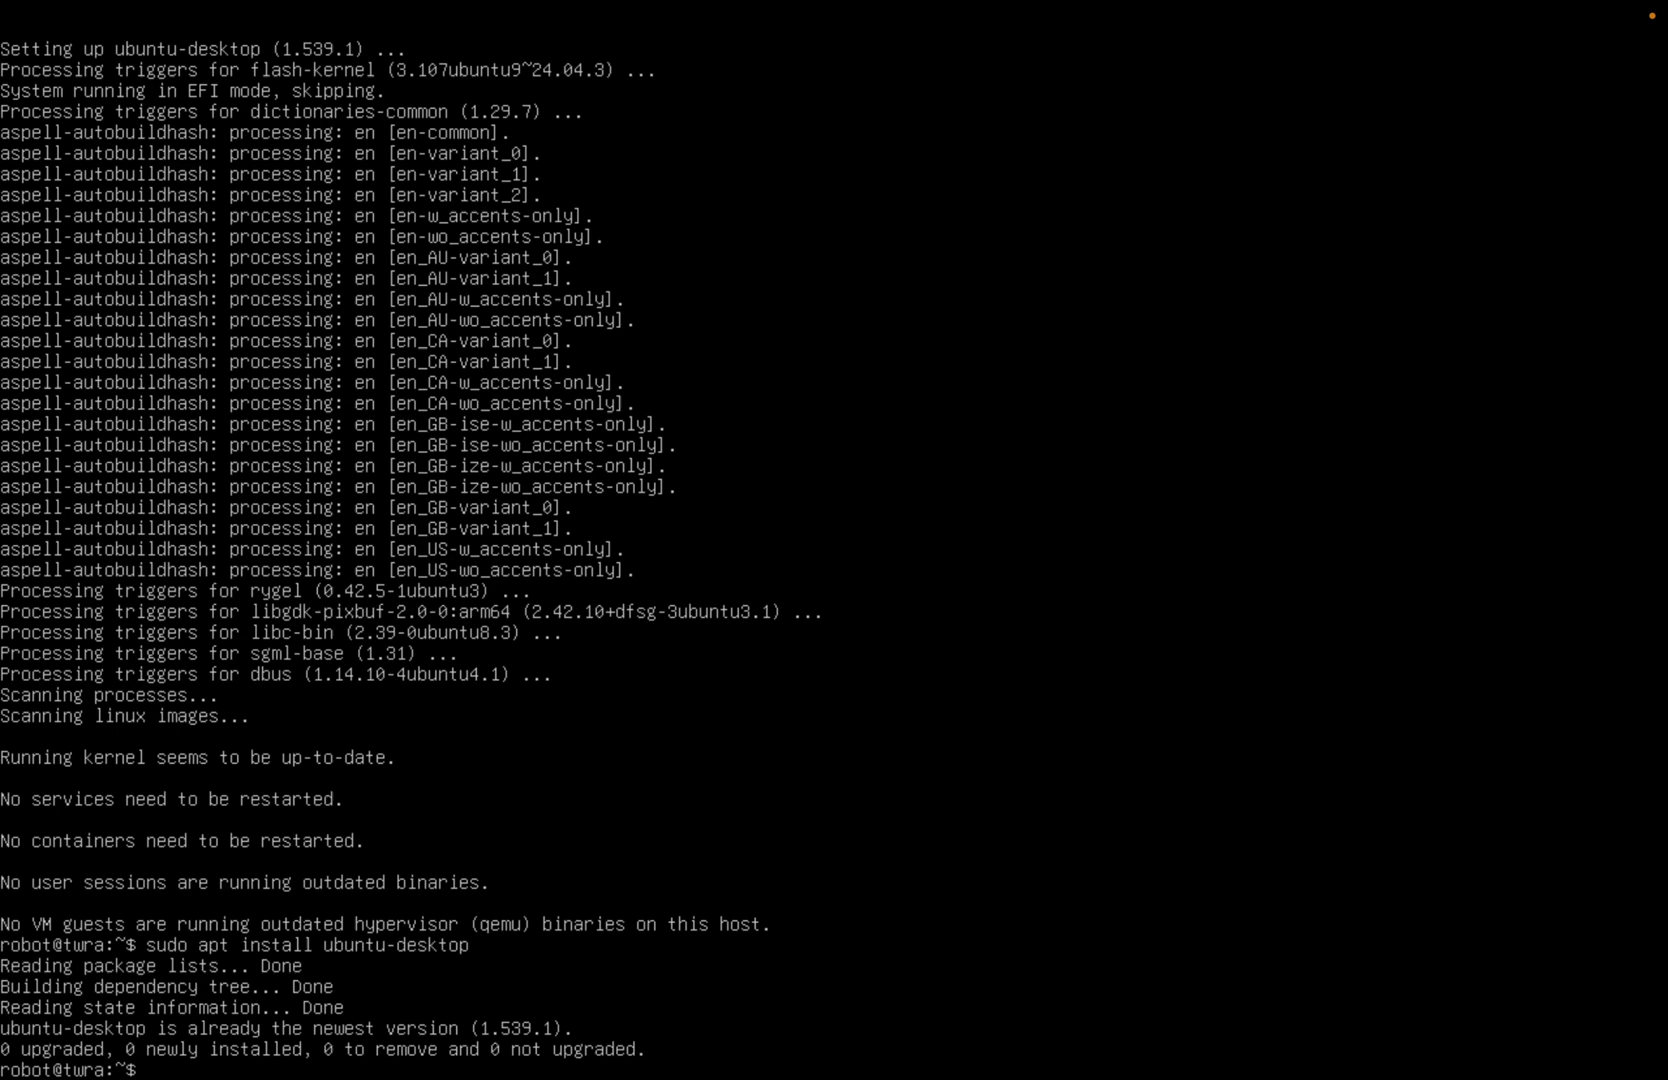 Setting up ubuntu-desktop (1.539.1) ...
Processing triggers for flash-kernel (3.107ubuntu9~24.04.3) ...
System running in EFI mode, skipping.
Processing triggers for dictionaries-common (1.29.7) ...
aspell-autobuildhash: processing: en [en-common].
aspell-autobuildhash: processing: en [en-variant_0].
aspell-autobuildhash: processing: en [en-variant_1].
aspell-autobuildhash: processing: en [en-variant_2].
aspell-autobuildhash: processing: en [en-w_accents-only].
aspell-autobuildhash: processing: en [en-wo_accents-only].
aspell-autobuildhash: processing: en [en_AU-variant_0].
aspell-autobuildhash: processing: en [en_AU-variant_1].
aspell-autobuildhash: processing: en [en_AU-w_accents-only].
aspell-autobuildhash: processing: en [en_AU-wo_accents-only].
aspell-autobuildhash: processing: en [en_CA-variant_0].
aspell-autobuildhash: processing: en [en_CA-variant_1].
aspell-autobuildhash: processing: en [en_CA-w_accents-only].
aspell-autobuildhash: processing: en [en_CA-wo_accents-only].
aspell-autobuildhash: processing: en [en_GB-ise-w_accents-only].
aspell-autobuildhash: processing: en [en_GB-ise-wo_accents-only].
aspell-autobuildhash: processing: en [en_GB-ize-w_accents-only].
aspell-autobuildhash: processing: en [en_GB-ize-wo_accents-only].
aspell-autobuildhash: processing: en [en_GB-variant_0].
aspell-autobuildhash: processing: en [en_GB-variant_1].
aspell-autobuildhash: processing: en [en_US-w_accents-only].
aspell-autobuildhash: processing: en [en_US-wo_accents-only].
Processing triggers for rygel (0.42.5-1ubuntu3) ...
Processing triggers for libgdk-pixbuf-2.0-0:arm64 (2.42.10+dfsg-3ubuntu3.1) ...
Processing triggers for libc-bin (2.39-0ubuntu8.3) ...
Processing triggers for sgml-base (1.31) ...
Processing triggers for dbus (1.14.10-4ubuntu4.1) ...
Scanning processes...
Scanning linux images...
Running kernel seems to be up-to-date.
No services need to be restarted.
No containers need to be restarted.
No user sessions are running outdated binaries.
No VM guests are running outdated hypervisor (qemu) binaries on this host.
robot@twra:~$ sudo apt install ubuntu-desktop
Reading package lists... Done
Building dependency tree... Done
Reading state information... Done
ubuntu-desktop is already the newest version (1.539.1).
0 upgraded, 0 newly installed, 0 to remove and 0 not upgraded.
robot@twra:~$